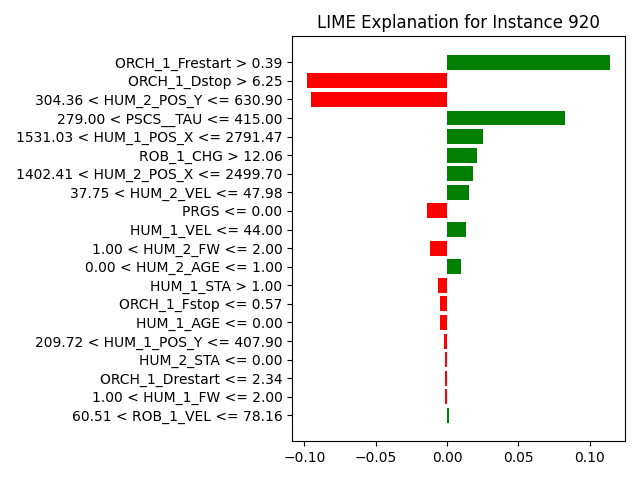 LIME Explanation for Instance 920
ORCH_1_Frestart > 0.39
ORCH_1_Dstop > 6.25
304.36 < HUM_2_POS_Y <= 630.90
279.00 < PSCS__TAU <= 415.00
1531.03 < HUM_1_POS_X <= 2791.47
ROB_1_CHG > 12.06
1402.41 < HUM_2_POS_X <= 2499.70
37.75 < HUM_2_VEL <= 47.98
PRGS <= 0.00
HUM_1_VEL <= 44.00
1.00 < HUM_2_FW <= 2.00
0.00 < HUM_2_AGE <= 1.00
HUM_1_STA > 1.00
ORCH_1_Fstop <= 0.57
HUM_1_AGE <= 0.00
209.72 < HUM_1_POS_Y <= 407.90
HUM_2_STA <= 0.00
ORCH_1_Drestart <= 2.34
1.00 < HUM_1_FW <= 2.00
60.51 < ROB_1_VEL <= 78.16
−0.10 −0.05 0.00 0.05 0.10